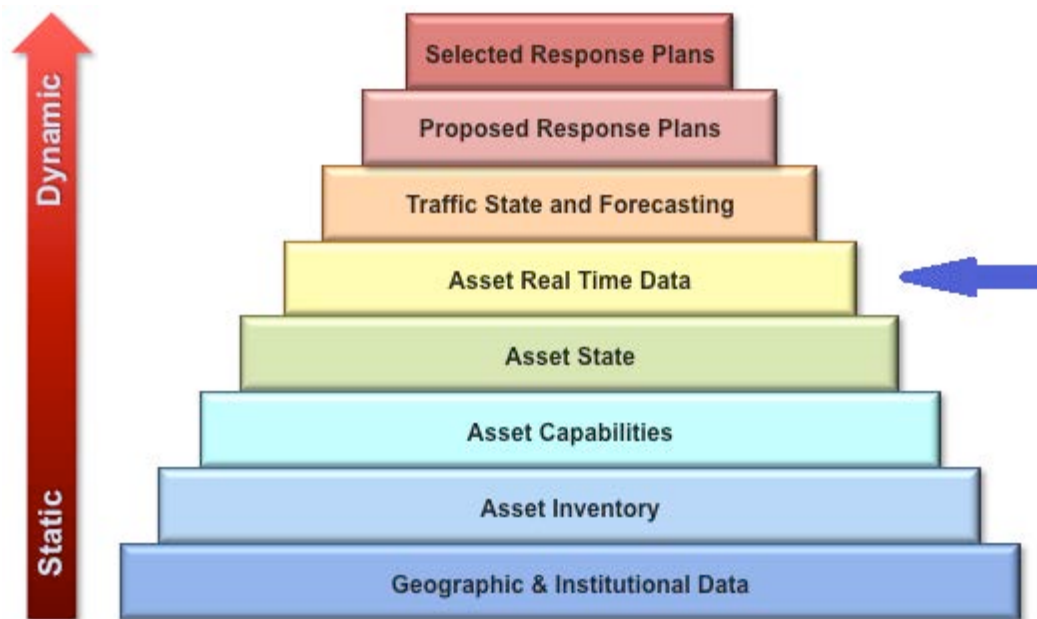 Dynamic
Static
Selected Response Plans
Proposed Response Plans
Traffic State and Forecasting
Asset Real Time Data
Asset State
Asset Capabilities
Asset Inventory
Geographic & Institutional Data